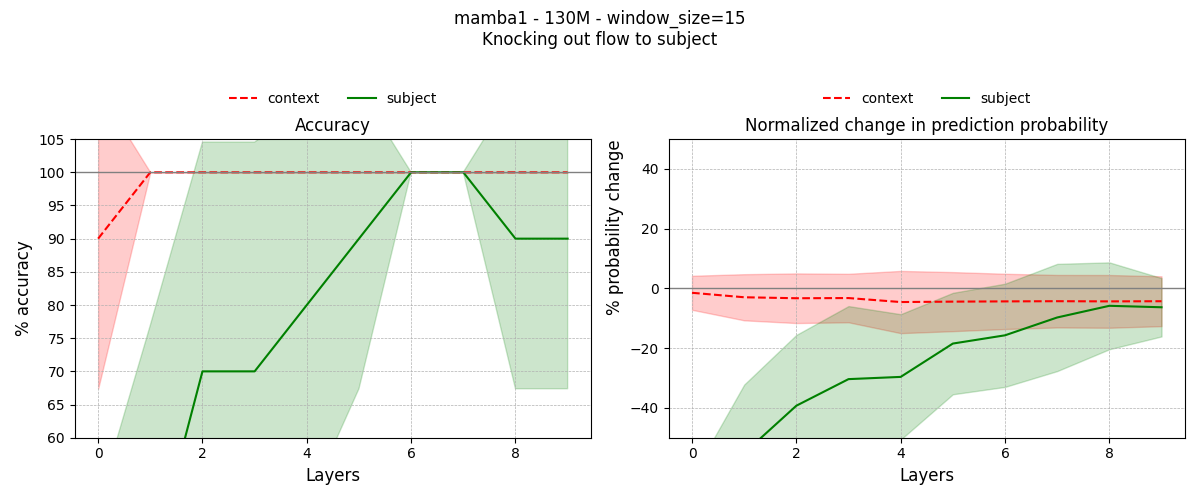 mamba1 - 130M - window_size=15
Knocking out flow to subject
context
subject
Accuracy
105
100
95
90
85
80
75
70
65
60
% accuracy
0
2
4
6
8
Layers
context
subject
Normalized change in prediction probability
40
20
0
−20
−40
% probability change
0
2
4
6
8
Layers